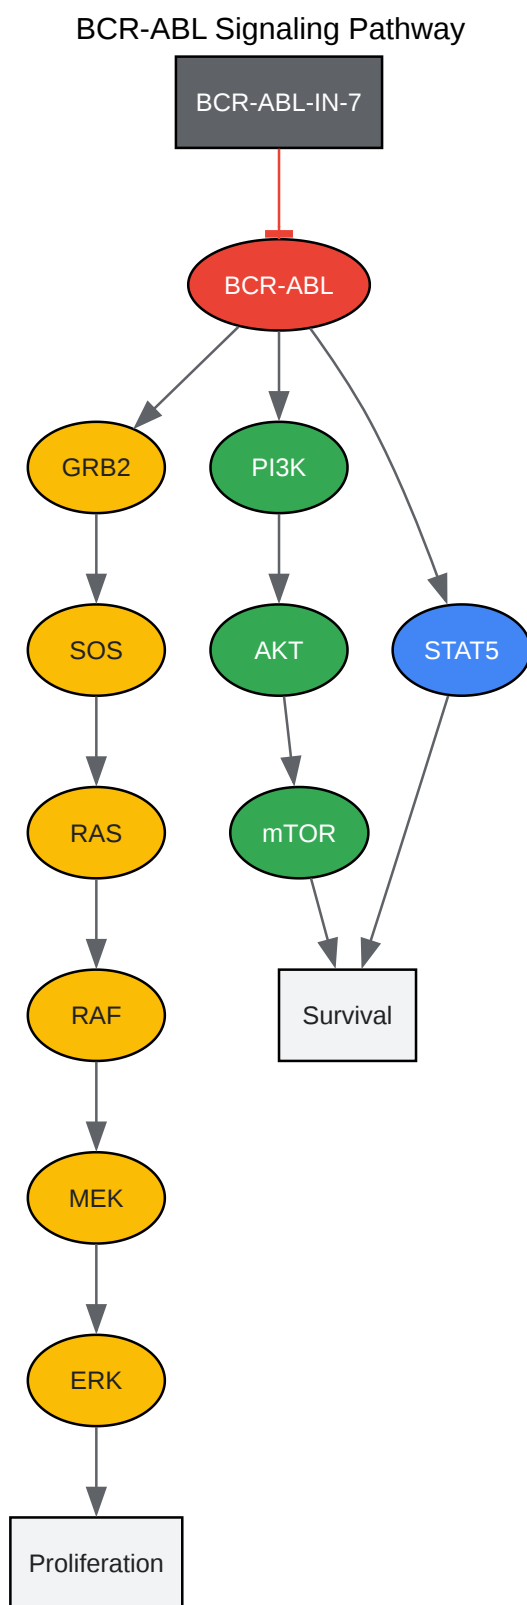 BCR-ABL Signaling Pathway
BCR-ABL-IN-7
BCR-ABL
GRB2
PI3K
SOS
AKT
STAT5
RAS
mTOR
RAF
Survival
MEK
ERK
Proliferation